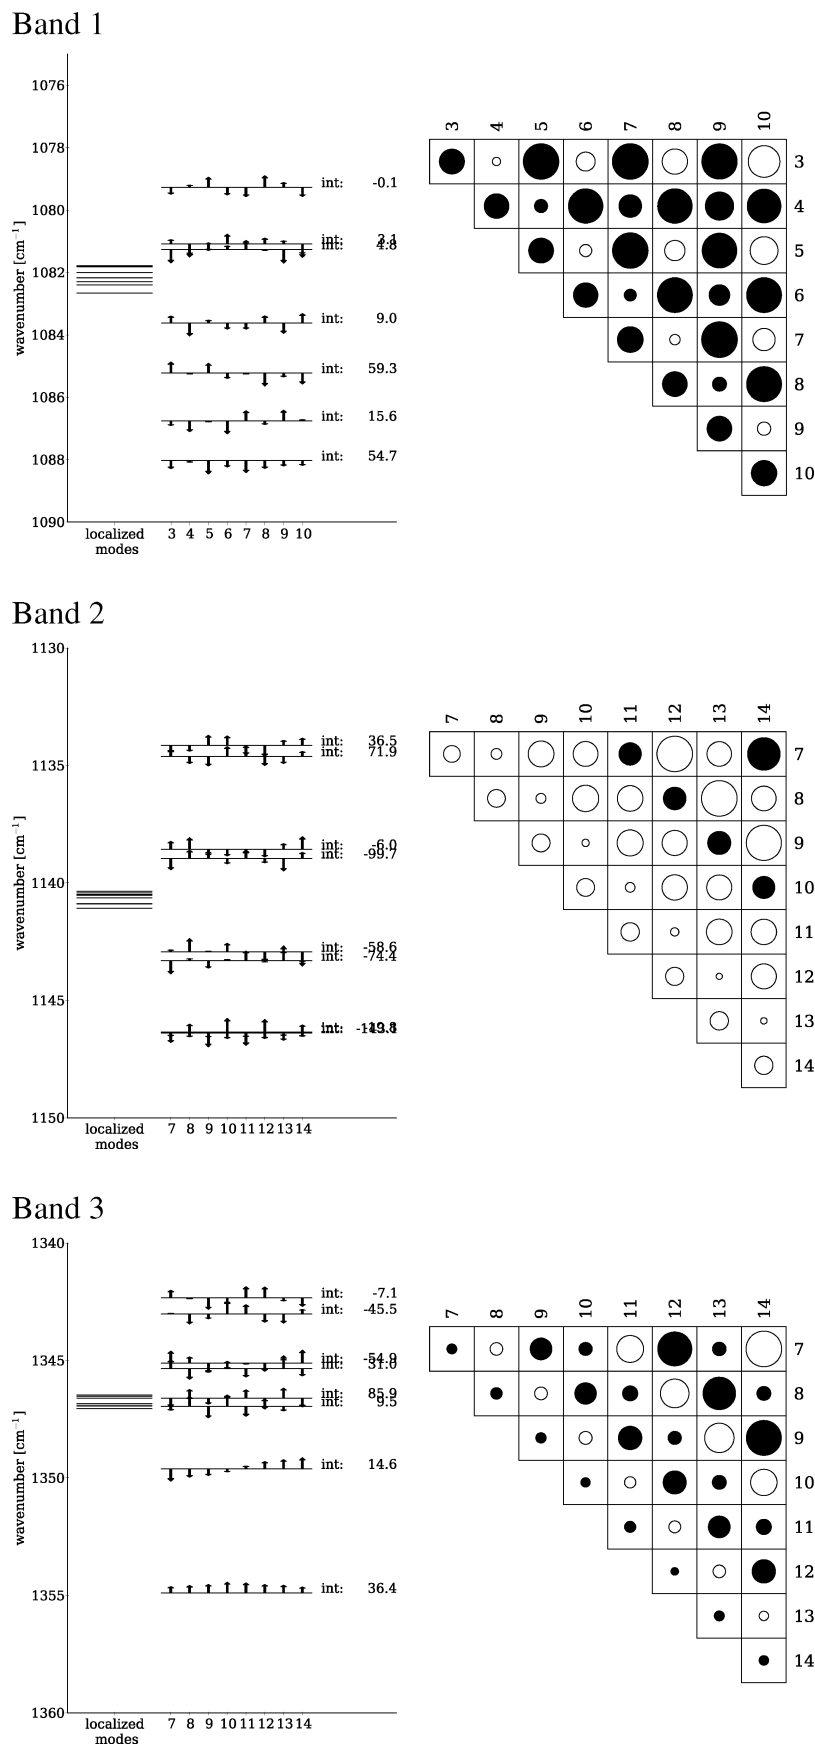 Band 1
wavenumber [cm⁻¹]
1076
1078
1080
1082
1084
1086
1088
1090
int: -0.1
int:
int: 4.8
int: 9.0
int: 59.3
int: 15.6
int: 54.7
localized
modes
3 4 5 6 7 8 9 10
3 4 5 6 7 8 9 10
3
4
5
6
7
8
9
10
Band 2
wavenumber [cm⁻¹]
1130
1135
1140
1145
1150
int: 36.5
int: 71.9
int: -6.0
int: -99.7
int: -58.6
int: -74.4
int:
localized
modes
7 8 9 10 11 12 13 14
7 8 9 10 11 12 13 14
7
8
9
10
11
12
13
14
Band 3
wavenumber [cm⁻¹]
1340
1345
1350
1355
1360
int: -7.1
int: -45.5
int: -54.9
int:
int: 85.9
int: 9.5
int: 14.6
int: 36.4
localized
modes
7 8 9 10 11 12 13 14
7 8 9 10 11 12 13 14
7
8
9
10
11
12
13
14